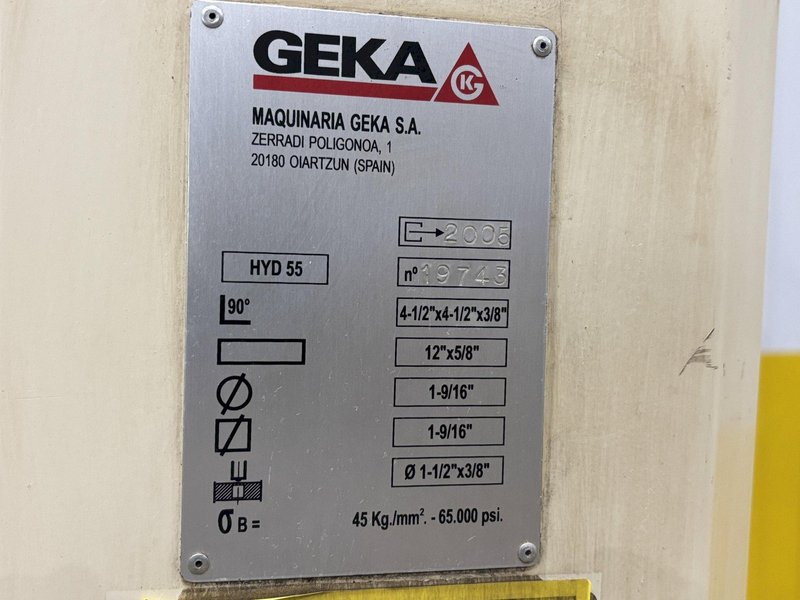 GEKA
KG
MAQUINARIA GEKA S.A.
ZERRADI POLIGONOA, 1
20180 OIARTZUN (SPAIN)
2005
HYD 55
nº 19743
90°
4-1/2"x4-1/2"x3/8"
12"x5/8"
1-9/16"
1-9/16"
Ø 1-1/2"x3/8"
σ B = 45 Kg./mm². - 65.000 psi.